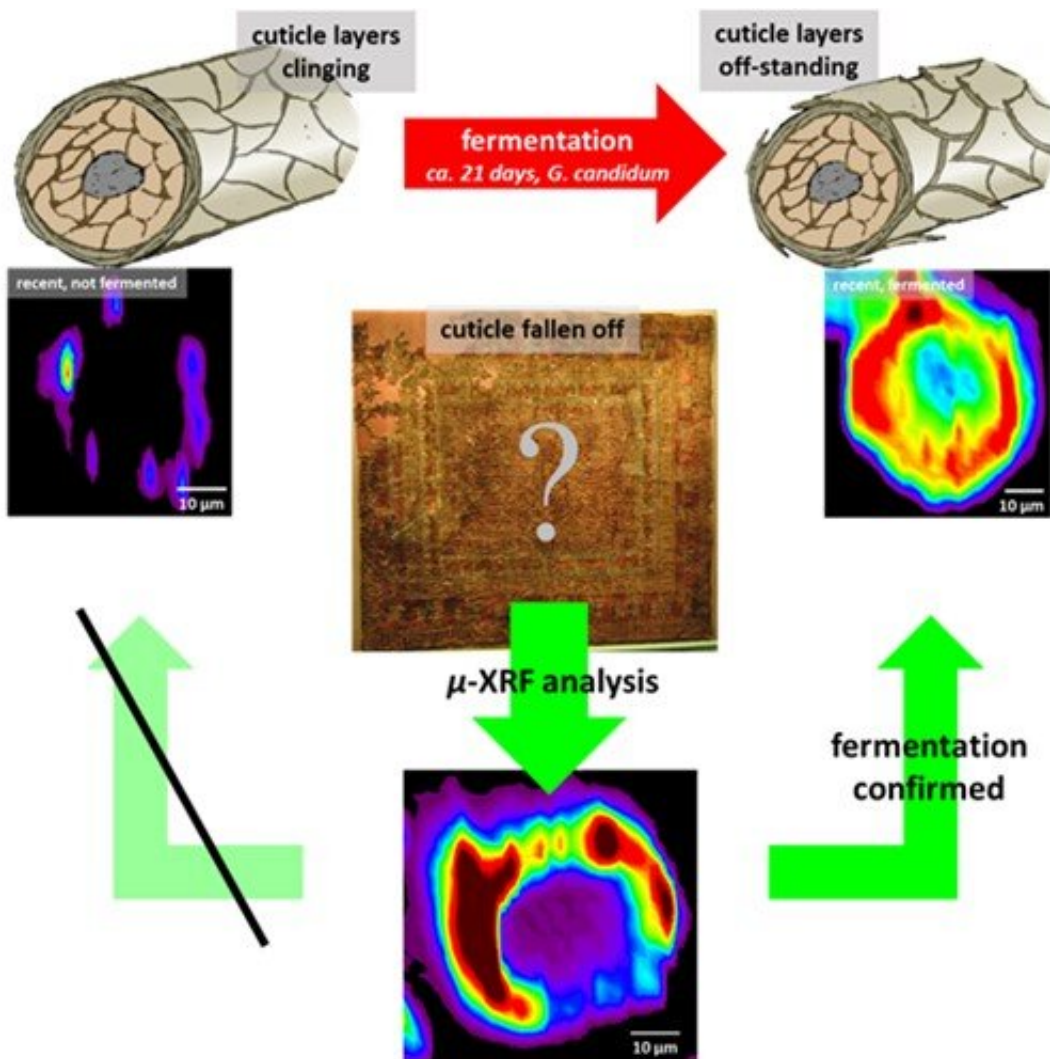 cuticle layers
clinging
cuticle layers
off-standing
fermentation
ca. 21 days, G. candidum
recent, not fermented
recent, fermented
cuticle fallen off
?
10 µm
10 µm
μ-XRF analysis
fermentation
confirmed
10 µm